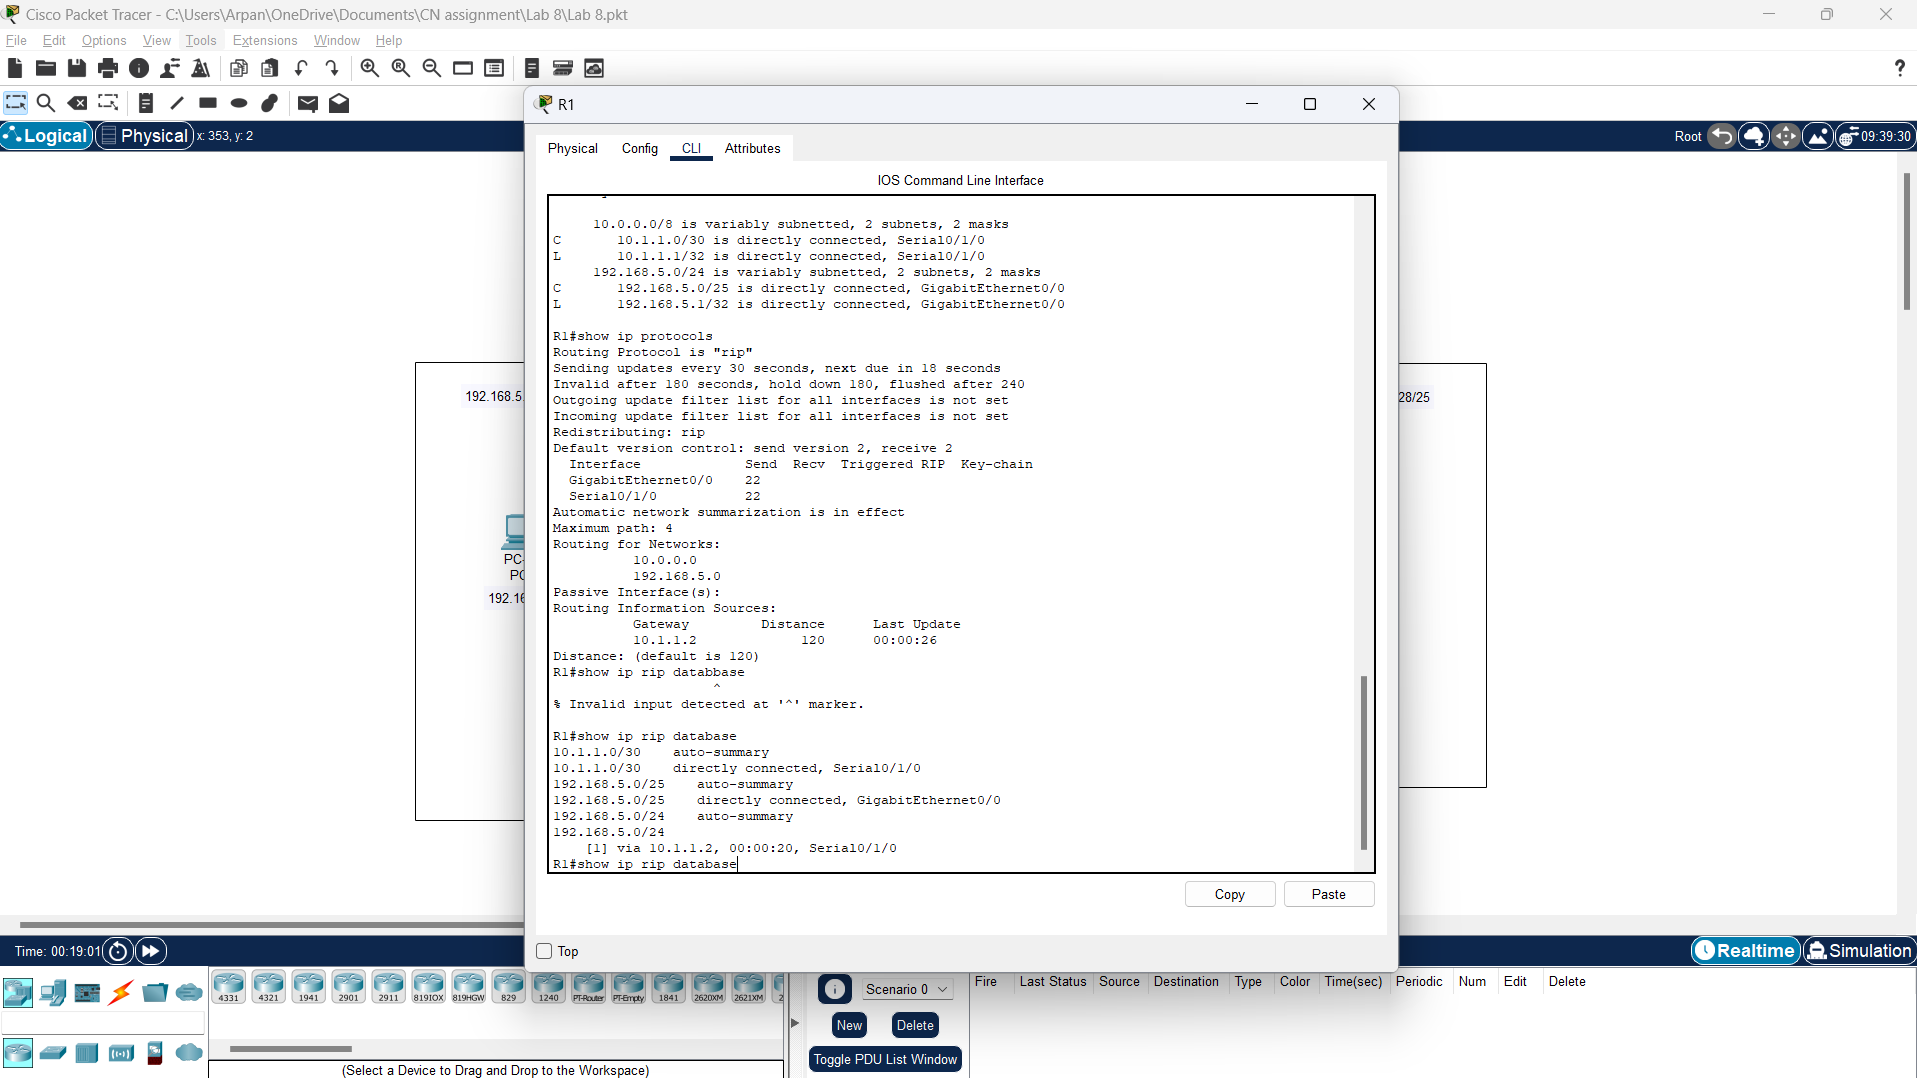 Cisco Packet Tracer - C:\Users\Arpan\OneDrive\Documents\CN assignment\Lab 8\Lab 8.pkt
File Edit Options View Tools Extensions Window Help
?
Logical Physical x: 353, y: 2
Root 09:39:30
R1
Physical Config CLI Attributes
IOS Command Line Interface
10.0.0.0/8 is variably subnetted, 2 subnets, 2 masks
C 10.1.1.0/30 is directly connected, Serial0/1/0
L 10.1.1.1/32 is directly connected, Serial0/1/0
192.168.5.0/24 is variably subnetted, 2 subnets, 2 masks
C 192.168.5.0/25 is directly connected, GigabitEthernet0/0
L 192.168.5.1/32 is directly connected, GigabitEthernet0/0
R1#show ip protocols
Routing Protocol is "rip"
Sending updates every 30 seconds, next due in 18 seconds
Invalid after 180 seconds, hold down 180, flushed after 240
Outgoing update filter list for all interfaces is not set
Incoming update filter list for all interfaces is not set
Redistributing: rip
Default version control: send version 2, receive 2
Interface Send Recv Triggered RIP Key-chain
GigabitEthernet0/0 22
Serial0/1/0 22
Automatic network summarization is in effect
Maximum path: 4
Routing for Networks:
10.0.0.0
192.168.5.0
Passive Interface(s):
Routing Information Sources:
Gateway Distance Last Update
10.1.1.2 120 00:00:26
Distance: (default is 120)
R1#show ip rip databbase
^
% Invalid input detected at '^' marker.
R1#show ip rip database
10.1.1.0/30 auto-summary
10.1.1.0/30 directly connected, Serial0/1/0
192.168.5.0/25 auto-summary
192.168.5.0/25 directly connected, GigabitEthernet0/0
192.168.5.0/24 auto-summary
192.168.5.0/24
[1] via 10.1.1.2, 00:00:20, Serial0/1/0
R1#show ip rip database
Copy Paste
Top
192.168.5.
PC-
PC
192.16
28/25
Time: 00:19:01
Realtime Simulation
4331 4321 1941 2901 2911 819IOX 819HGW 829 1240 PT-Router PT-Empty 1841 2620XM 2621XM 2
(Select a Device to Drag and Drop to the Workspace)
Scenario 0
New Delete
Toggle PDU List Window
Fire Last Status Source Destination Type Color Time(sec) Periodic Num Edit Delete